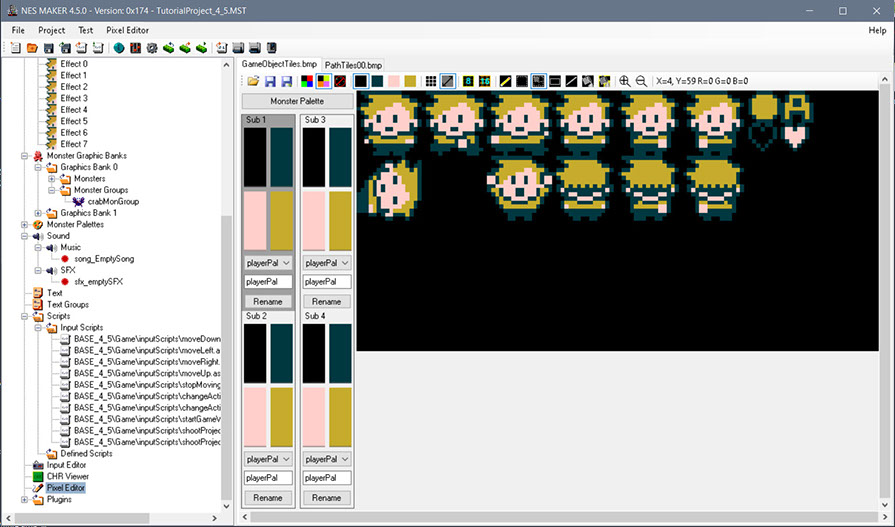 NES MAKER 4.5.0 - Version: 0x174 - TutorialProject_4_5.MST
File Project Test Pixel Editor Help
Effect 0
Effect 1
Effect 2
Effect 3
Effect 4
Effect 5
Effect 6
Effect 7
Monster Graphic Banks
Graphics Bank 0
Monsters
Monster Groups
crabMonGroup
Graphics Bank 1
Monster Palettes
Sound
Music
song_EmptySong
SFX
sfx_emptySFX
Text
Text Groups
Scripts
Input Scripts
BASE_4_5\Game\inputScripts\moveDown
BASE_4_5\Game\inputScripts\moveLeft.a
BASE_4_5\Game\inputScripts\moveRight.
BASE_4_5\Game\inputScripts\moveUp.as
BASE_4_5\Game\inputScripts\stopMoving
BASE_4_5\Game\inputScripts\changeActi
BASE_4_5\Game\inputScripts\changeActi
BASE_4_5\Game\inputScripts\startGameV
BASE_4_5\Game\inputScripts\shootProjec
BASE_4_5\Game\inputScripts\shootProjec
Defined Scripts
Input Editor
CHR Viewer
Pixel Editor
Plugins
GameObjectTiles.bmp PathTiles00.bmp
X=4, Y=59 R=0 G=0 B=0
Monster Palette
Sub 1 Sub 3
playerPal playerPal
playerPal playerPal
Rename Rename
Sub 2 Sub 4
playerPal playerPal
playerPal playerPal
Rename Rename